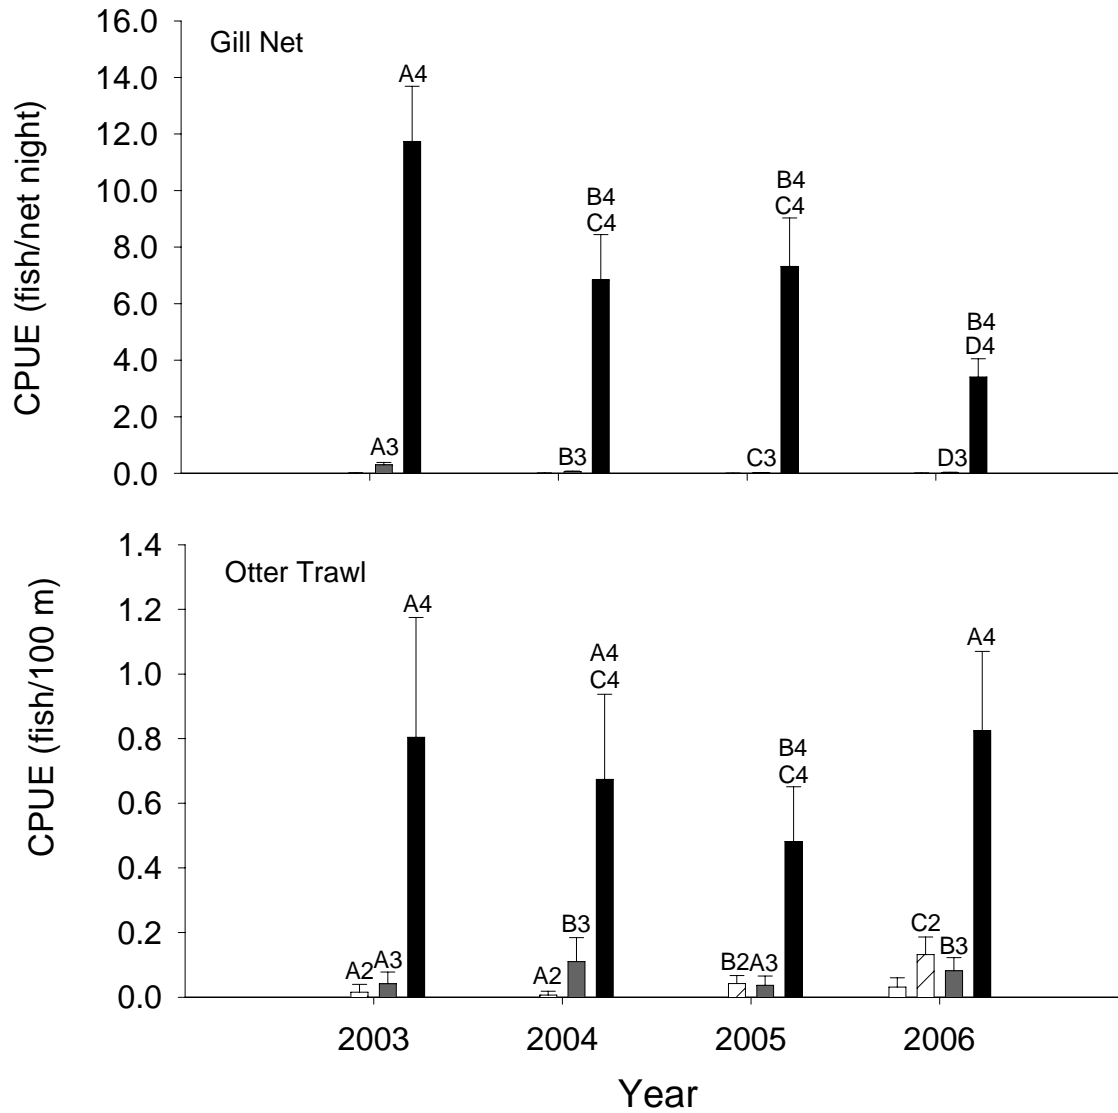 Gill Net
CPUE (fish/net night)
16.0
14.0
12.0
10.0
8.0
6.0
4.0
2.0
0.0
A3
A4
B3
B4
C4
C3
B4
C4
D3
B4
D4
Otter Trawl
CPUE (fish/100 m)
1.4
1.2
1.0
0.8
0.6
0.4
0.2
0.0
A2
A3
A4
A2
B3
A4
C4
B2
A3
B4
C4
C2
B3
A4
2003
2004
2005
2006
Year